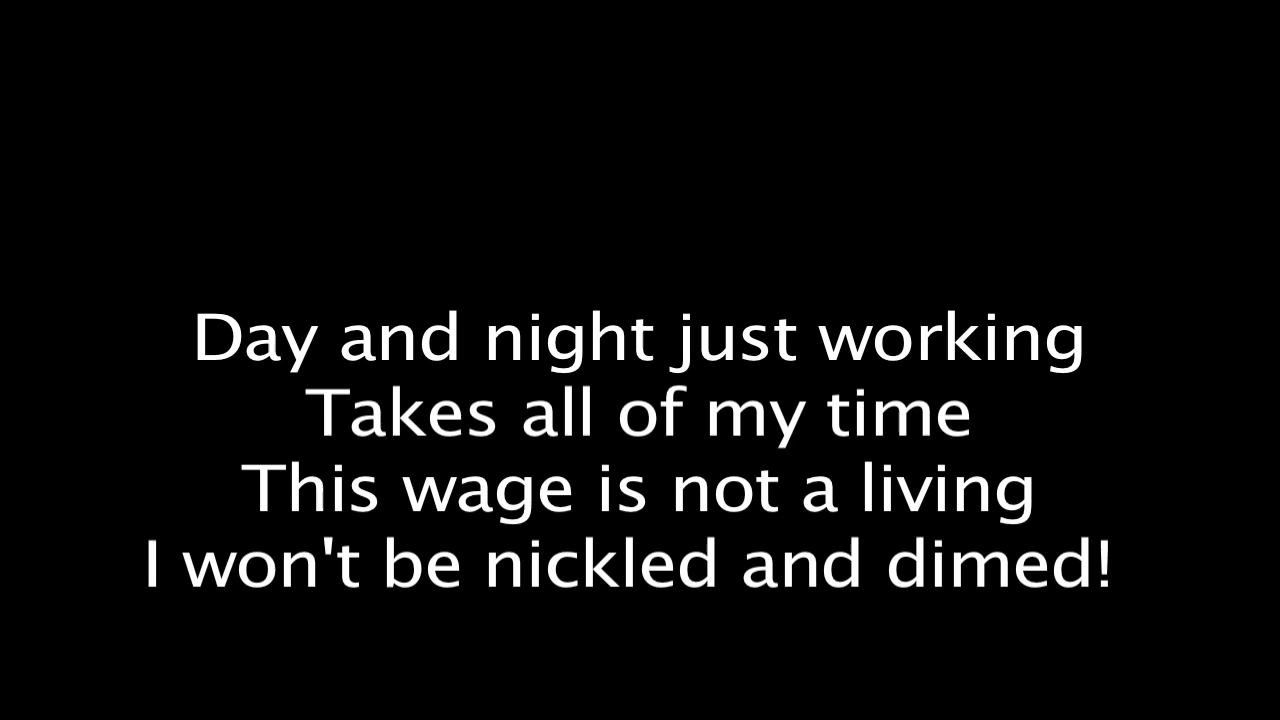 Day and night just working
Takes all of my time
This wage is not a living
I won't be nickled and dimed!